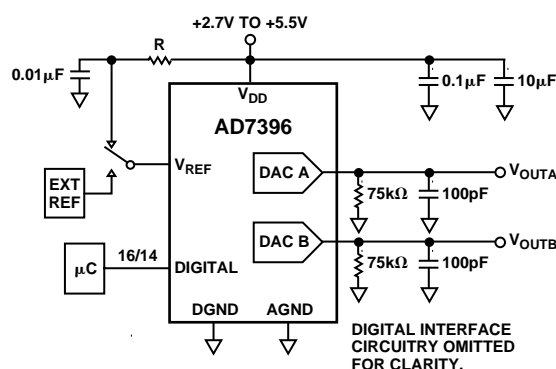 +2.7V TO +5.5V
R
0.01µF
0.1µF
10µF
VDD
AD7396
VREF
EXT
REF
DAC A
VOUTA
75kΩ
100pF
DAC B
VOUTB
75kΩ
100pF
µC
16/14
DIGITAL
DGND
AGND
DIGITAL INTERFACE
CIRCUITRY OMITTED
FOR CLARITY.